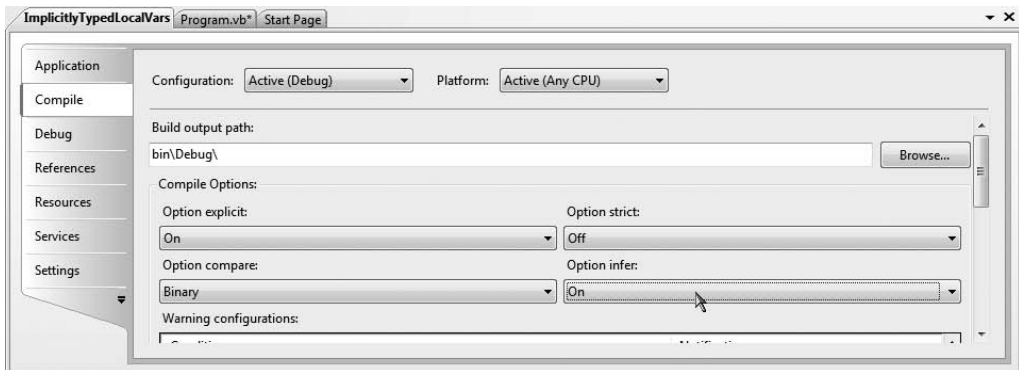 ImplicitlyTypedLocalVars Program.vb* Start Page
Application
Compile
Debug
References
Resources
Services
Settings
Configuration: Active (Debug) Platform: Active (Any CPU)
Build output path:
bin\Debug\ Browse...
Compile Options:
Option explicit: Option strict:
On Off
Option compare: Option infer:
Binary On
Warning configurations: